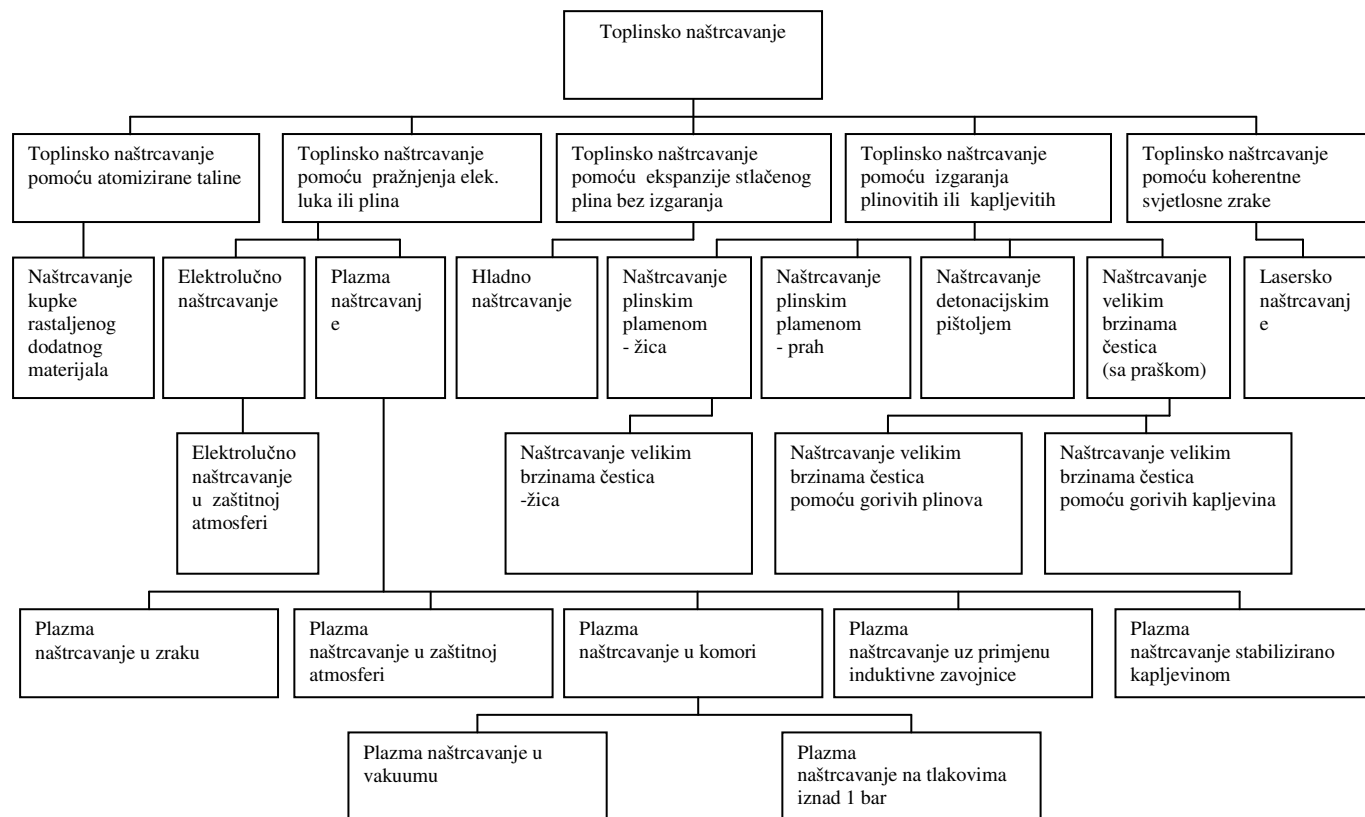 Toplinsko naštrcavanje
Toplinsko naštrcavanje
pomoću atomizirane taline
Toplinsko naštrcavanje
pomoću pražnjenja elek.
luka ili plina
Toplinsko naštrcavanje
pomoću ekspanzije stlačenog
plina bez izgaranja
Toplinsko naštrcavanje
pomoću izgaranja
plinovitih ili kapljevitih
Toplinsko naštrcavanje
pomoću koherentne
svjetlosne zrake
Naštrcavanje
kupke
rastaljenog
dodatnog
materijala
Elektrolučno
naštrcavanje
Plazma
naštrcavanj
e
Hladno
naštrcavanje
Naštrcavanje
plinskim
plamenom
- žica
Naštrcavanje
plinskim
plamenom
- prah
Naštrcavanje
detonacijskim
pištoljem
Naštrcavanje
velikim
brzinama
čestica
(sa praškom)
Lasersko
naštrcavanj
e
Elektrolučno
naštrcavanje
u zaštitnoj
atmosferi
Naštrcavanje velikim
brzinama čestica
-žica
Naštrcavanje velikim
brzinama čestica
pomoću gorivih plinova
Naštrcavanje velikim
brzinama čestica
pomoću gorivih kapljevina
Plazma
naštrcavanje u zraku
Plazma
naštrcavanje u zaštitnoj
atmosferi
Plazma
naštrcavanje u komori
Plazma
naštrcavanje uz primjenu
induktivne zavojnice
Plazma
naštrcavanje stabilizirano
kapljevinom
Plazma naštrcavanje u
vakuumu
Plazma
naštrcavanje na tlakovima
iznad 1 bar